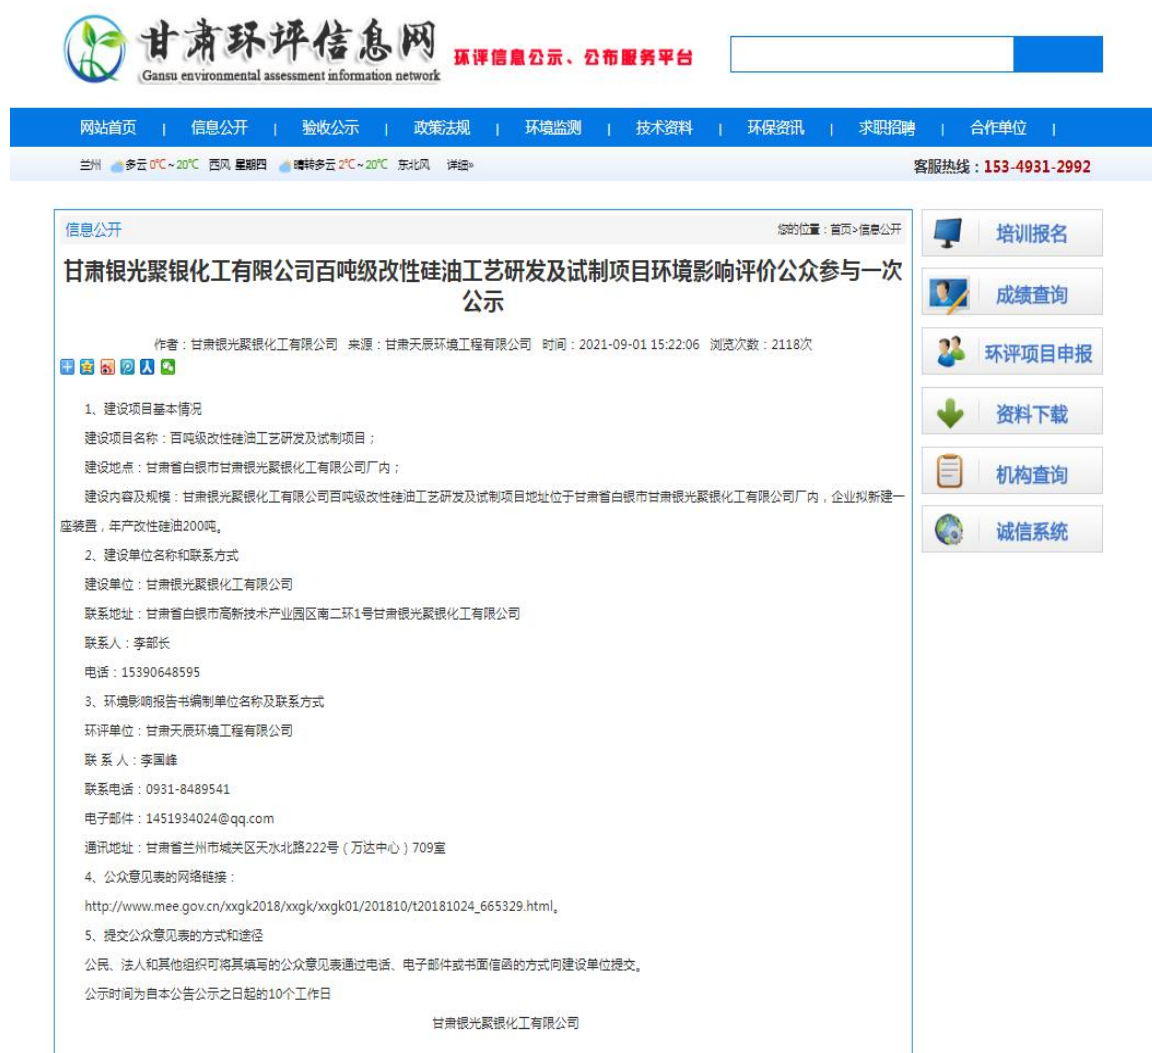 甘肃环评信息网
Gansu environmental assessment information network
环评信息公示、公布服务平台
网站首页 | 信息公开 | 验收公示 | 政策法规 | 环境监测 | 技术资料 | 环保资讯 | 求职招聘 | 合作单位 |
兰州 多云 0℃~20℃ 西风 星期四 晴转多云 2℃~20℃ 东北风 详细»
客服热线：153-4931-2992
信息公开
您的位置：首页>信息公开
甘肃银光聚银化工有限公司百吨级改性硅油工艺研发及试制项目环境影响评价公众参与一次
公示
作者：甘肃银光聚银化工有限公司 来源：甘肃天辰环境工程有限公司 时间：2021-09-01 15:22:06 浏览次数：2118次
1、建设项目基本情况
建设项目名称：百吨级改性硅油工艺研发及试制项目；
建设地点：甘肃省白银市甘肃银光聚银化工有限公司厂内；
建设内容及规模：甘肃银光聚银化工有限公司百吨级改性硅油工艺研发及试制项目地址位于甘肃省白银市甘肃银光聚银化工有限公司厂内，企业拟新建一
座装置，年产改性硅油200吨。
2、建设单位名称和联系方式
建设单位：甘肃银光聚银化工有限公司
联系地址：甘肃省白银市高新技术产业园区南二环1号甘肃银光聚银化工有限公司
联系人：李部长
电话：15390648595
3、环境影响报告书编制单位名称及联系方式
环评单位：甘肃天辰环境工程有限公司
联 系 人：李国峰
联系电话：0931-8489541
电子邮件：1451934024@qq.com
通讯地址：甘肃省兰州市城关区天水北路222号（万达中心）709室
4、公众意见表的网络链接：
http://www.mee.gov.cn/xxgk2018/xxgk/xxgk01/201810/t20181024_665329.html。
5、提交公众意见表的方式和途径
公民、法人和其他组织可将其填写的公众意见表通过电话、电子邮件或书面信函的方式向建设单位提交。
公示时间为自本公告公示之日起的10个工作日
甘肃银光聚银化工有限公司
培训报名
成绩查询
环评项目申报
资料下载
机构查询
诚信系统